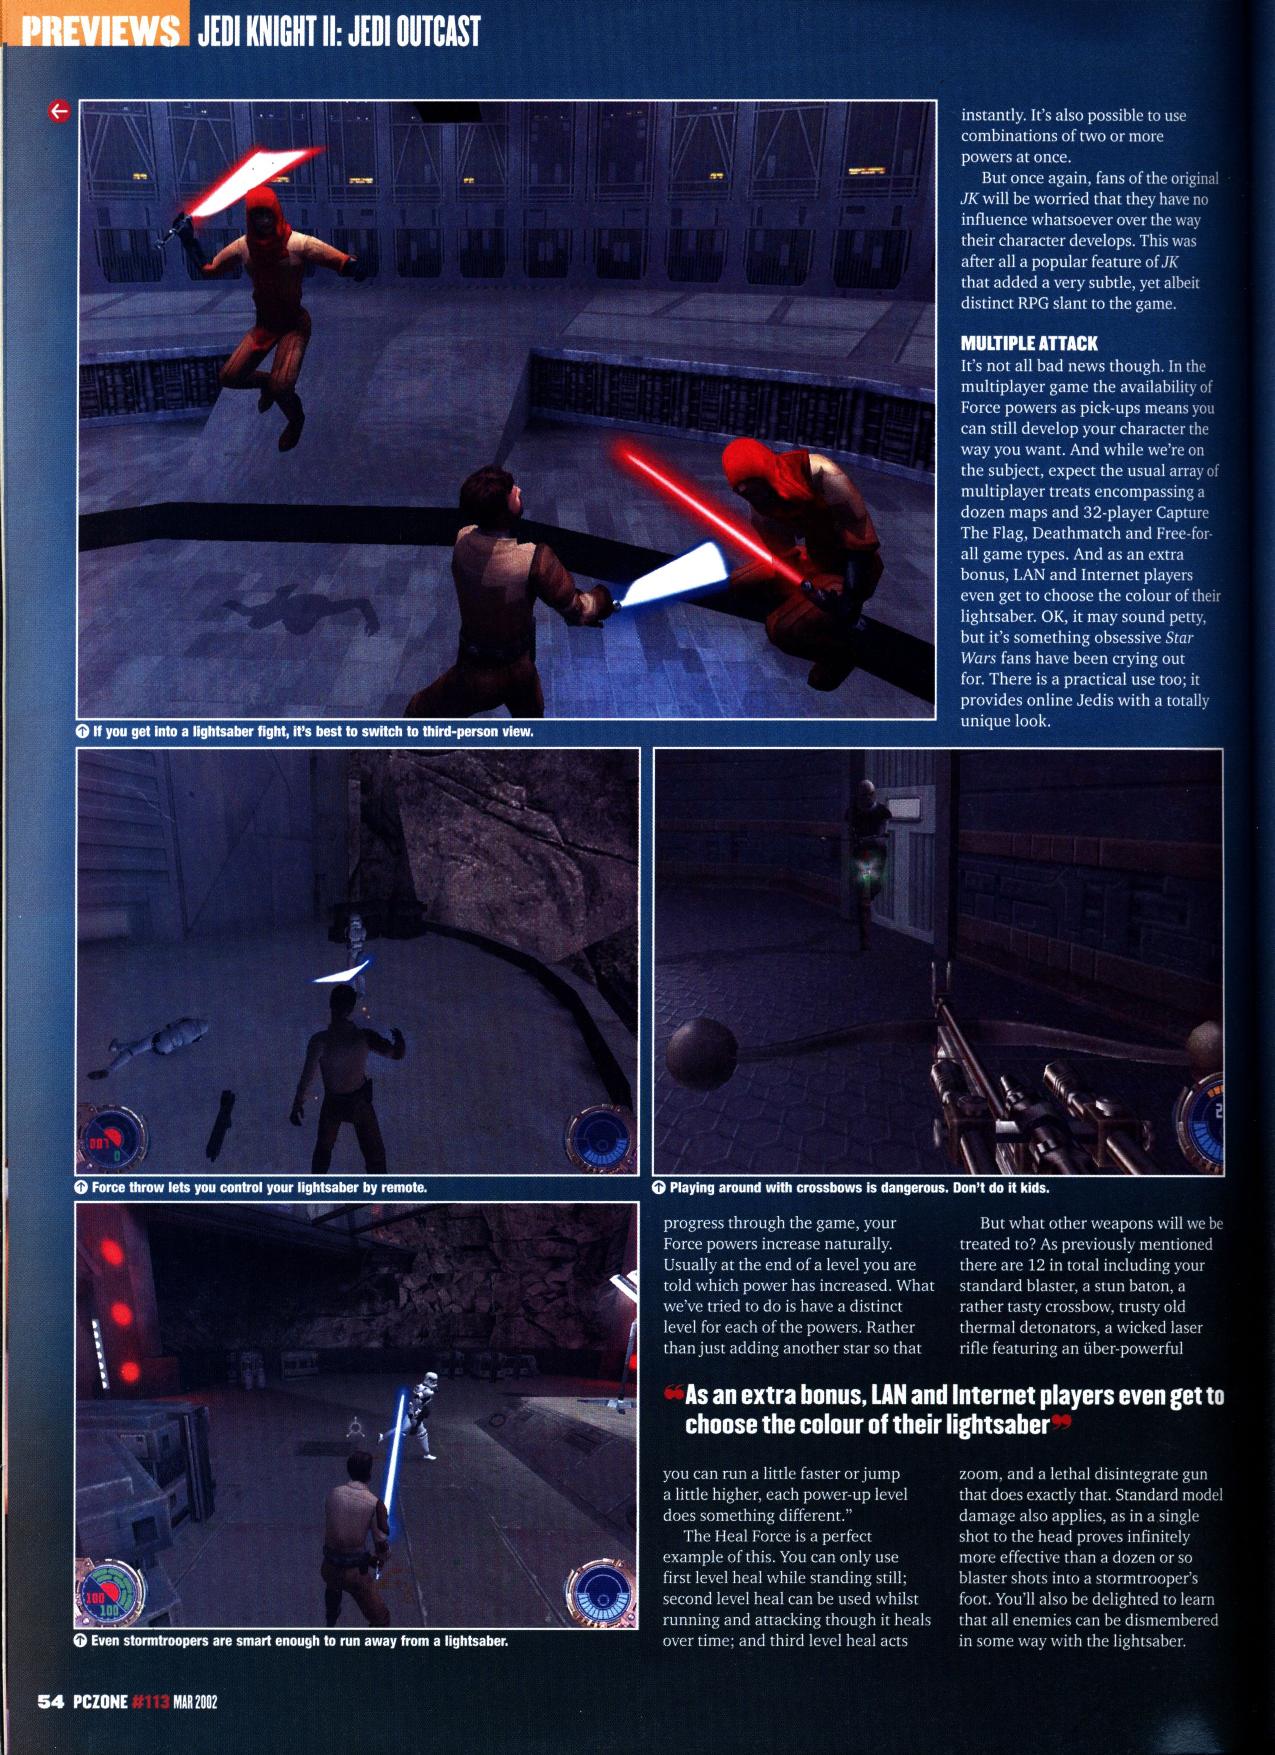 PREVIEWS JEDI KNIGHT II: JEDI OUTCAST
If you get into a lightsaber fight, it's best to switch to third-person view.
Force throw lets you control your lightsaber by remote.
Playing around with crossbows is dangerous. Don't do it kids.
Even stormtroopers are smart enough to run away from a lightsaber.
100
100
progress through the game, your
Force powers increase naturally.
Usually at the end of a level you are
told which power has increased. What
we've tried to do is have a distinct
level for each of the powers. Rather
than just adding another star so that
you can run a little faster or jump
a little higher, each power-up level
does something different.”
The Heal Force is a perfect
example of this. You can only use
first level heal while standing still;
second level heal can be used whilst
running and attacking though it heals
over time; and third level heal acts
instantly. It's also possible to use
combinations of two or more
powers at once.
But once again, fans of the original
JK will be worried that they have no
influence whatsoever over the way
their character develops. This was
after all a popular feature of JK
that added a very subtle, yet albeit
distinct RPG slant to the game.
MULTIPLE ATTACK
It's not all bad news though. In the
multiplayer game the availability of
Force powers as pick-ups means you
can still develop your character the
way you want. And while we're on
the subject, expect the usual array of
multiplayer treats encompassing a
dozen maps and 32-player Capture
The Flag, Deathmatch and Free-for-
all game types. And as an extra
bonus, LAN and Internet players
even get to choose the colour of their
lightsaber. OK, it may sound petty,
but it's something obsessive Star
Wars fans have been crying out
for. There is a practical use too; it
provides online Jedis with a totally
unique look.
But what other weapons will we be
treated to? As previously mentioned
there are 12 in total including your
standard blaster, a stun baton, a
rather tasty crossbow, trusty old
thermal detonators, a wicked laser
rifle featuring an über-powerful
zoom, and a lethal disintegrate gun
that does exactly that. Standard model
damage also applies, as in a single
shot to the head proves infinitely
more effective than a dozen or so
blaster shots into a stormtrooper's
foot. You'll also be delighted to learn
that all enemies can be dismembered
in some way with the lightsaber.
“As an extra bonus, LAN and Internet players even get to
choose the colour of their lightsaber”
54 PCZONE #113 MAR 2002